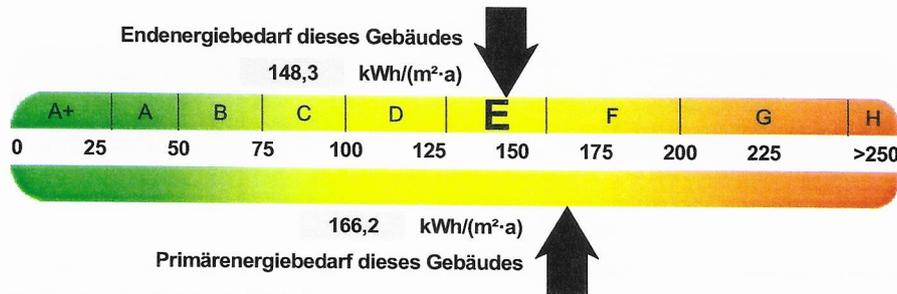 Endenergiebedarf dieses Gebäudes
148,3 kWh/(m²·a)
A+ A B C D E F G H
0 25 50 75 100 125 150 175 200 225 >250
166,2 kWh/(m²·a)
Primärenergiebedarf dieses Gebäudes